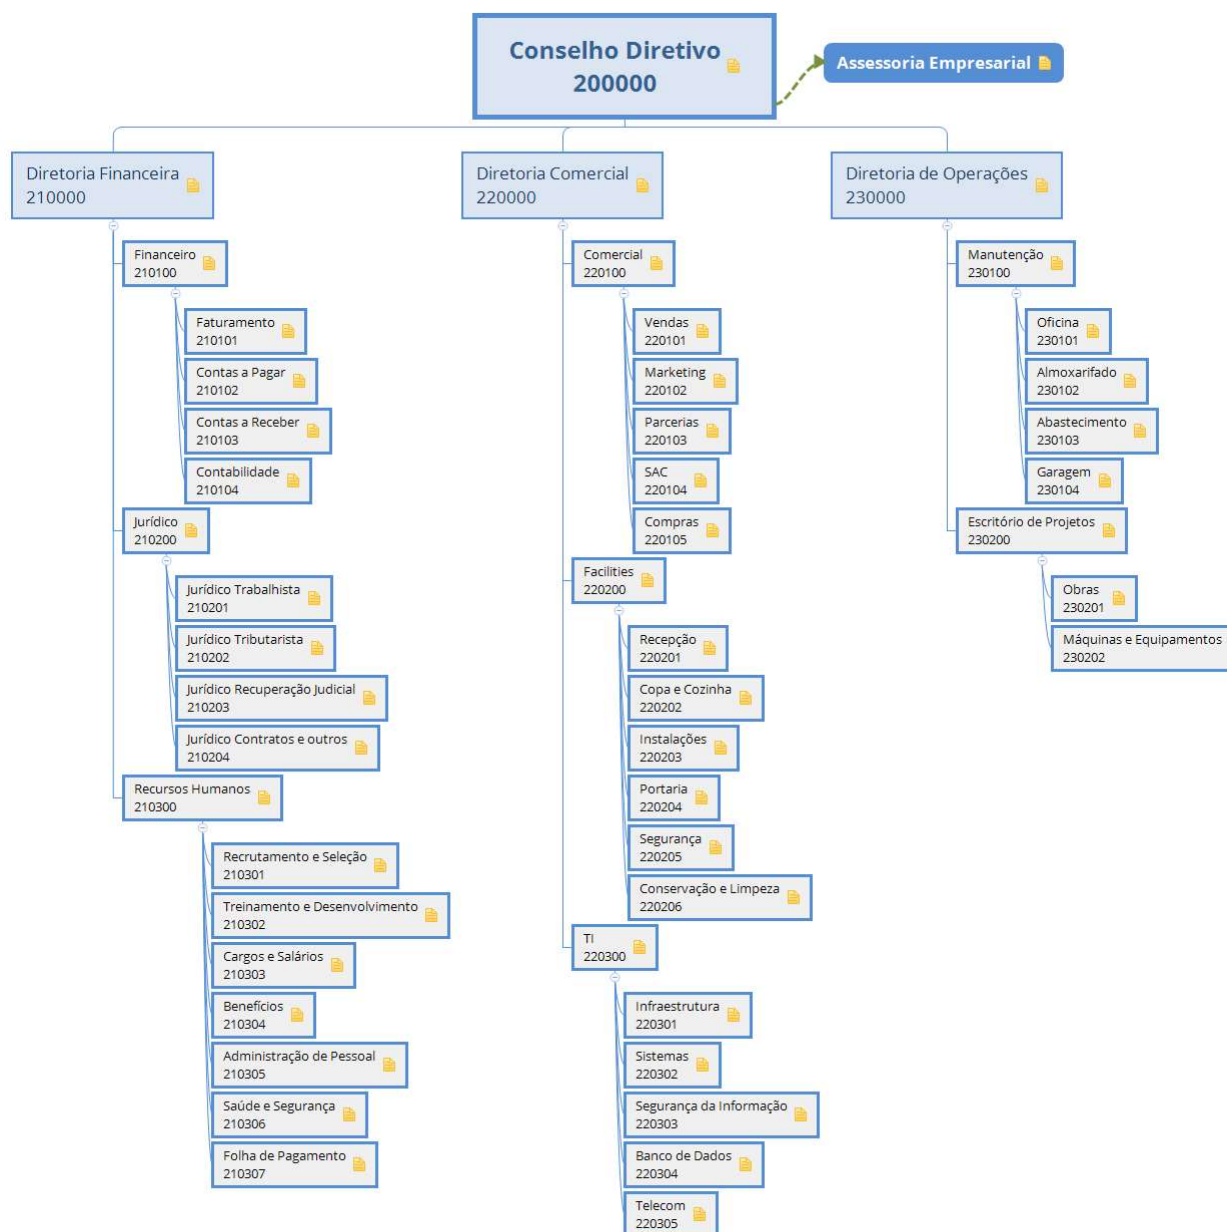 Conselho Diretivo
200000
Assessoria Empresarial
Diretoria Financeira
210000
Financeiro
210100
Faturamento
210101
Contas a Pagar
210102
Contas a Receber
210103
Contabilidade
210104
Jurídico
210200
Jurídico Trabalhista
210201
Jurídico Tributarista
210202
Jurídico Recuperação Judicial
210203
Jurídico Contratos e outros
210204
Recursos Humanos
210300
Recrutamento e Seleção
210301
Treinamento e Desenvolvimento
210302
Cargos e Salários
210303
Benefícios
210304
Administração de Pessoal
210305
Saúde e Segurança
210306
Folha de Pagamento
210307
Diretoria Comercial
220000
Comercial
220100
Vendas
220101
Marketing
220102
Parcerias
220103
SAC
220104
Compras
220105
Facilities
220200
Recepção
220201
Copa e Cozinha
220202
Instalações
220203
Portaria
220204
Segurança
220205
Conservação e Limpeza
220206
TI
220300
Infraestrutura
220301
Sistemas
220302
Segurança da Informação
220303
Banco de Dados
220304
Telecom
220305
Diretoria de Operações
230000
Manutenção
230100
Oficina
230101
Almoxarifado
230102
Abastecimento
230103
Garagem
230104
Escritório de Projetos
230200
Obras
230201
Máquinas e Equipamentos
230202